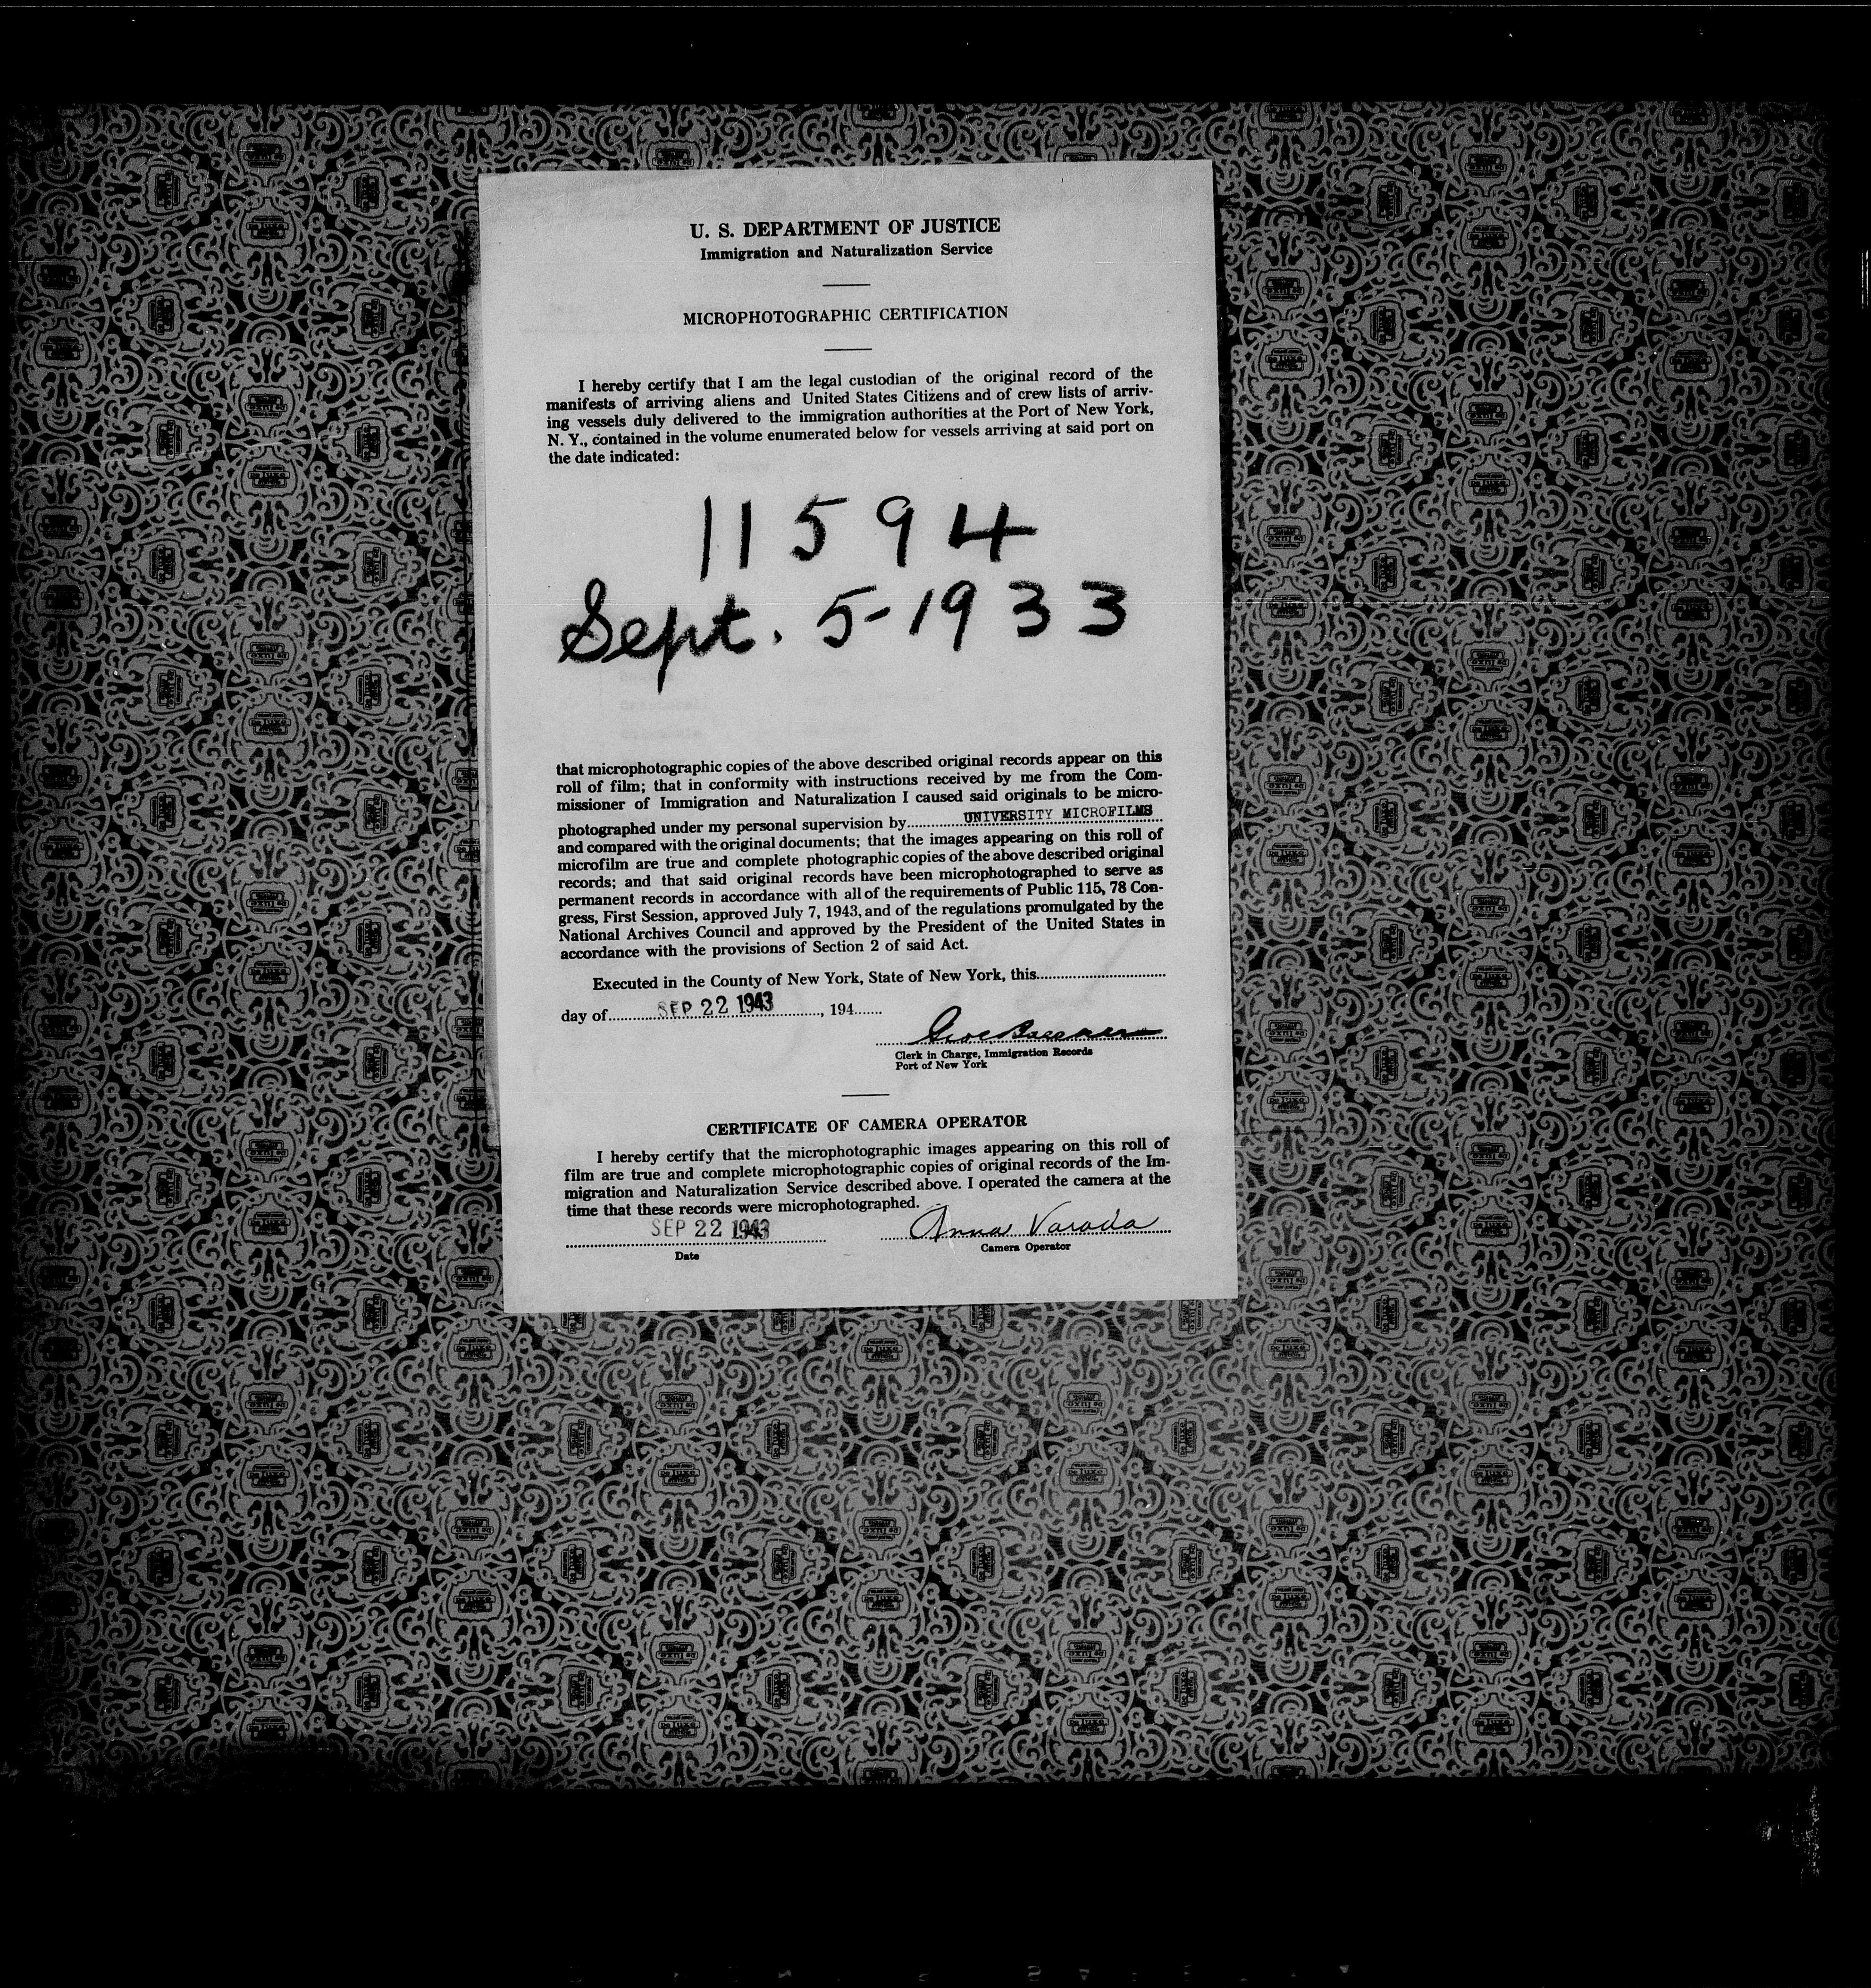 U. S. DEPARTMENT OF JUSTICE
Immigration and Naturalization Service
MICROPHOTOGRAPHIC CERTIFICATION
I hereby certify that I am the legal custodian of the original record of the
manifests of arriving aliens and United States Citizens and of crew lists of arriv-
ing vessels duly delivered to the immigration authorities at the Port of New York,
N. Y., contained in the volume enumerated below for vessels arriving at said port on
the date indicated:
11594
Sept. 5-1933
that microphotographic copies of the above described original records appear on this
roll of film; that in conformity with instructions received by me from the Com-
missioner of Immigration and Naturalization I caused said originals to be micro-
photographed under my personal supervision by UNIVERSITY MICROFILMS
and compared with the original documents; that the images appearing on this roll of
microfilm are true and complete photographic copies of the above described original
records; and that said original records have been microphotographed to serve as
permanent records in accordance with all of the requirements of Public 115, 78 Con-
gress, First Session, approved July 7, 1943, and of the regulations promulgated by the
National Archives Council and approved by the President of the United States in
accordance with the provisions of Section 2 of said Act.
Executed in the County of New York, State of New York, this
day of SEP 22 1943, 194
Clerk in Charge, Immigration Records
Port of New York
CERTIFICATE OF CAMERA OPERATOR
I hereby certify that the microphotographic images appearing on this roll of
film are true and complete microphotographic copies of original records of the Im-
migration and Naturalization Service described above. I operated the camera at the
time that these records were microphotographed.
SEP 22 1943 Anna Varada
Date Camera Operator